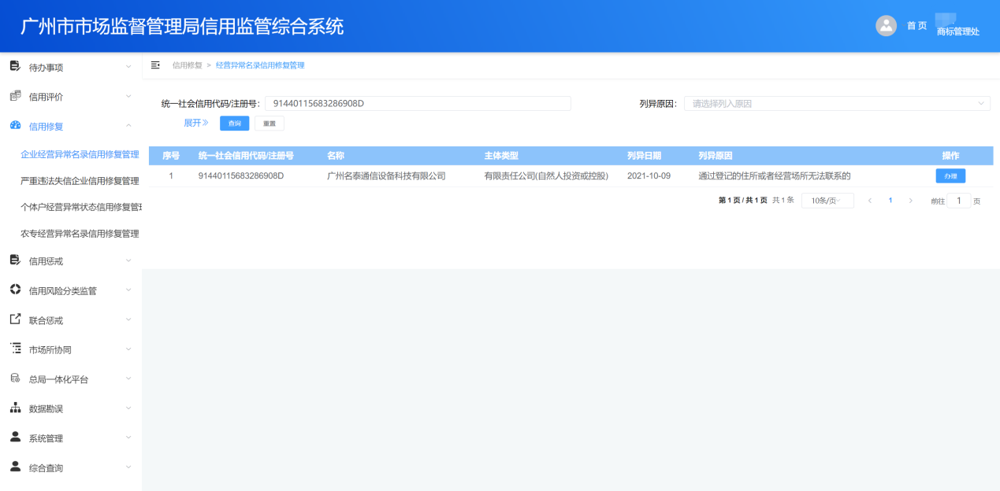 广州市市场监督管理局信用监管综合系统
首页
商标管理处
待办事项
信用评价
信用修复
企业经营异常名录信用修复管理
严重违法失信企业信用修复管理
个体户经营异常状态信用修复管理
农专经营异常名录信用修复管理
信用惩戒
信用风险分类监管
联合惩戒
市场所协同
总局一体化平台
数据勘误
系统管理
综合查询
信用修复 > 经营异常名录信用修复管理
统一社会信用代码/注册号: 91440115683286908D 列异原因: 请选择列入原因
展开 查询 重置
序号 统一社会信用代码/注册号 名称 主体类型 列异日期 列异原因 操作
1 91440115683286908D 广州名泰通信设备科技有限公司 有限责任公司(自然人投资或控股) 2021-10-09 通过登记的住所或者经营场所无法联系的 办理
第 1 页 / 共 1 页 共 1 条 10条/页 < 1 > 前往 1 页